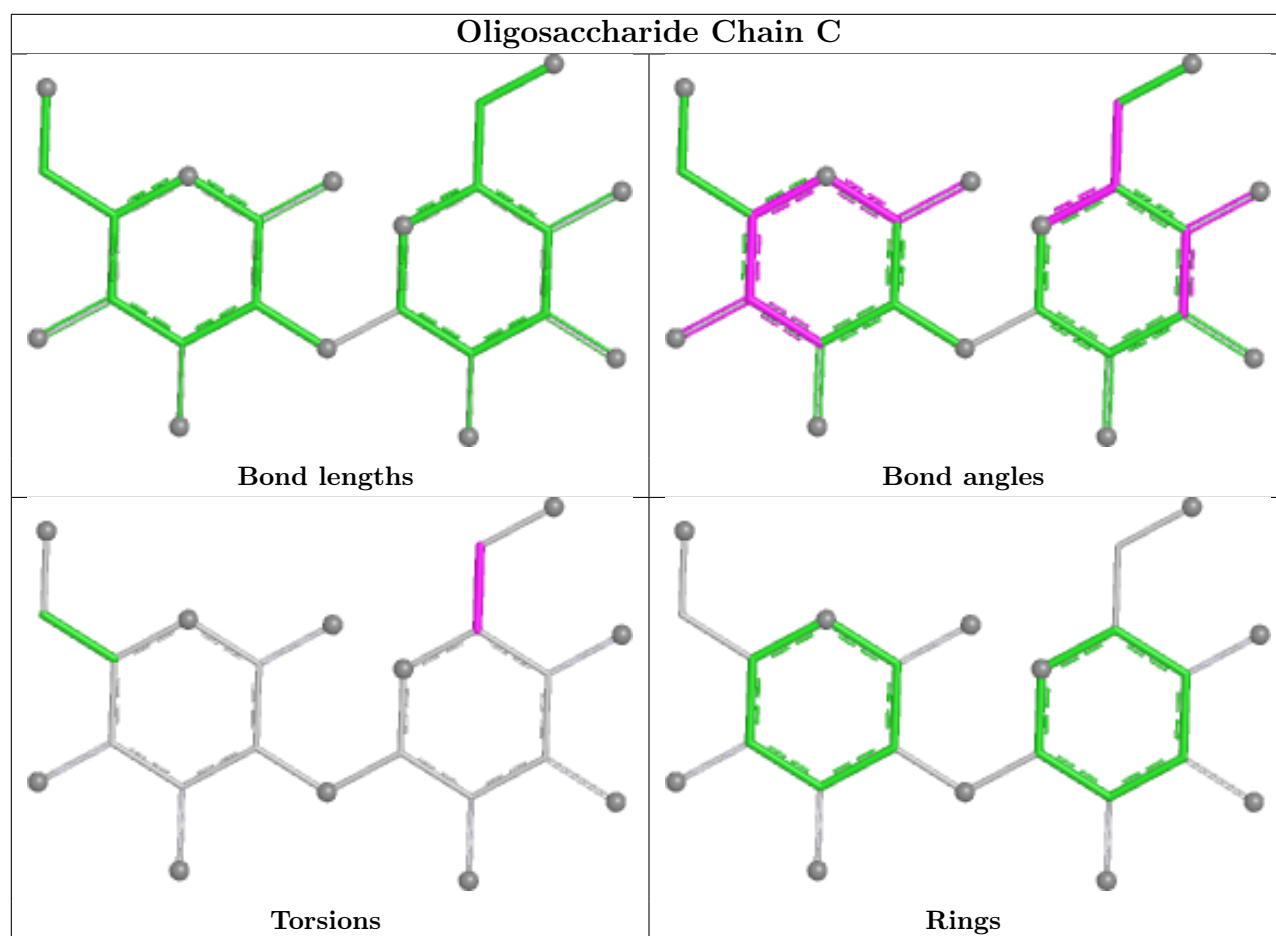 Oligosaccharide Chain C
Bond lengths
Bond angles
Torsions
Rings